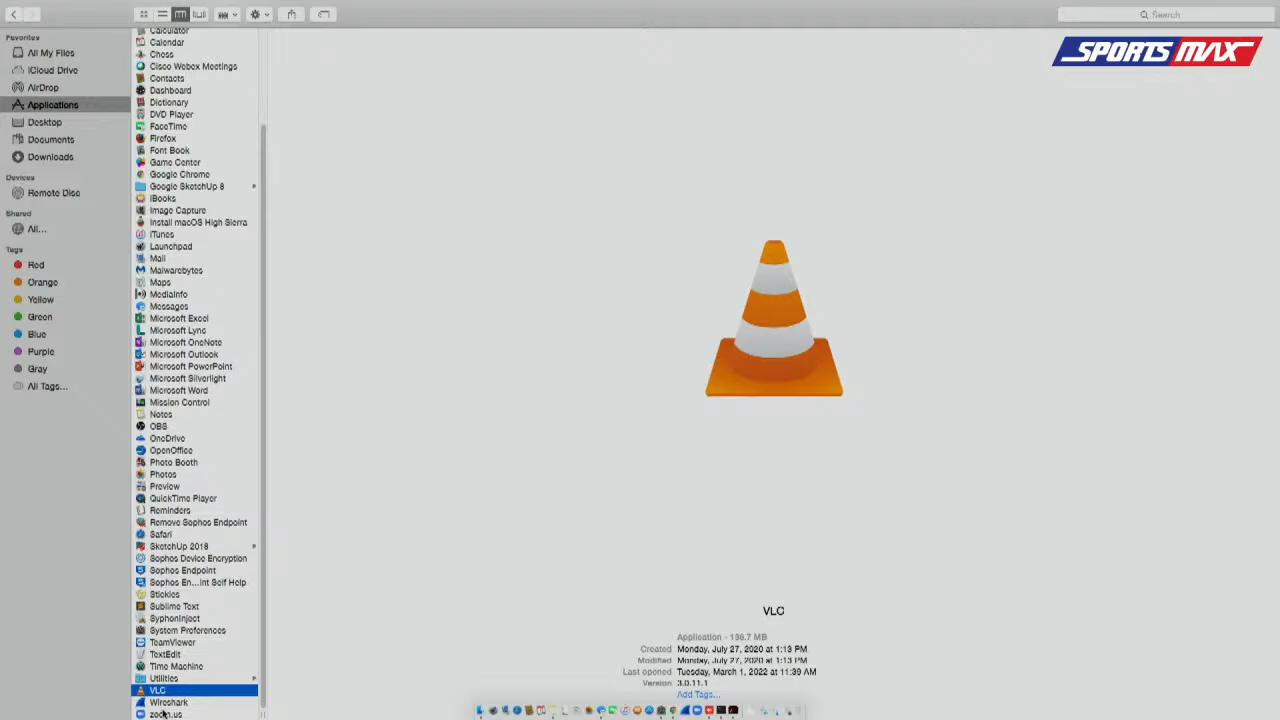 Search
SPORTSMAX
Favorites
All My Files
iCloud Drive
AirDrop
Applications
Desktop
Documents
Downloads
Devices
Remote Disc
Shared
All...
Tags
Red
Orange
Yellow
Green
Blue
Purple
Gray
All Tags...
Calculator
Calendar
Chess
Cisco Webex Meetings
Contacts
Dashboard
Dictionary
DVD Player
FaceTime
Firefox
Font Book
Game Center
Google Chrome
Google SketchUp 8
iBooks
Image Capture
Install macOS High Sierra
iTunes
Launchpad
Mail
Malwarebytes
Maps
MediaInfo
Messages
Microsoft Excel
Microsoft Lync
Microsoft OneNote
Microsoft Outlook
Microsoft PowerPoint
Microsoft Silverlight
Microsoft Word
Mission Control
Notes
OBS
OneDrive
OpenOffice
Photo Booth
Photos
Preview
QuickTime Player
Reminders
Remove Sophos Endpoint
Safari
SketchUp 2018
Sophos Device Encryption
Sophos Endpoint
Sophos En...int Self Help
Stickies
Sublime Text
SyphonInject
System Preferences
TeamViewer
TextEdit
Time Machine
Utilities
VLC
Wireshark
zoom.us
VLC
Application - 136.7 MB
Created Monday, July 27, 2020 at 1:13 PM
Modified Monday, July 27, 2020 at 1:13 PM
Last opened Tuesday, March 1, 2022 at 11:39 AM
Version 3.0.11.1
Add Tags...